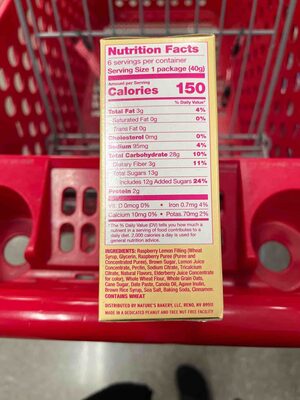 Nutrition Facts
6 servings per container
Serving Size 1 package (40g)
Amount per Serving
Calories 150
% Daily Value*
Total Fat 3g 4%
Saturated Fat 0g 0%
Trans Fat 0g
Cholesterol 0mg 0%
Sodium 95mg 4%
Total Carbohydrate 28g 10%
Dietary Fiber 3g 11%
Total Sugars 13g
Includes 12g Added Sugars 24%
Protein 2g
Vit. D 0mcg 0% • Iron 0.7mg 4%
Calcium 10mg 0% • Potas. 70mg 2%
* The % Daily Value (DV) tells you how much a
nutrient in a serving of food contributes to a
daily diet. 2,000 calories a day is used for
general nutrition advice.
INGREDIENTS: Raspberry Lemon Filling (Wheat
Syrup, Glycerin, Raspberry Puree (Puree and
Concentrated Puree), Brown Sugar, Lemon Juice
Concentrate, Pectin, Sodium Citrate, Tricalcium
Citrate, Natural Flavors, Elderberry Juice Concentrate
for Color), Whole Wheat Flour, Whole Grain Oats,
Cane Sugar, Date Paste, Canola Oil, Agave Inulin,
Brown Rice Syrup, Sea Salt, Baking Soda, Cinnamon.
CONTAINS WHEAT
DISTRIBUTED BY NATURE'S BAKERY, LLC, RENO, NV 89511
MADE IN A DEDICATED PEANUT AND TREE NUT FREE FACILITY